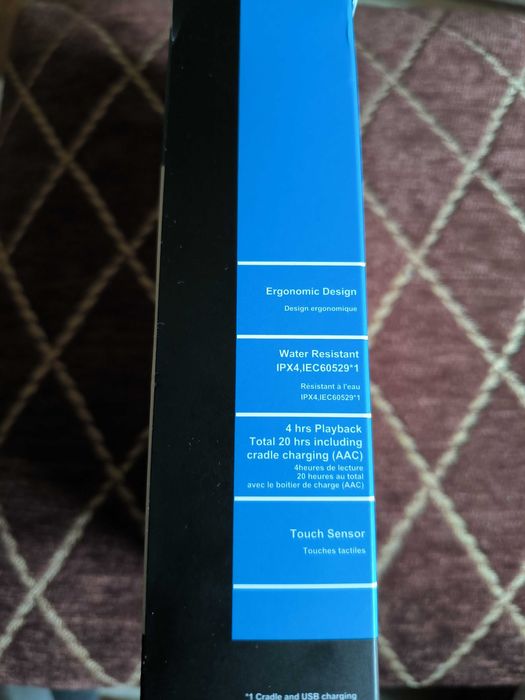 Ergonomic Design
Design ergonomique
Water Resistant
IPX4,IEC60529*1
Résistant à l'eau
IPX4,IEC60529*1
4 hrs Playback
Total 20 hrs including
cradle charging (AAC)
4heures de lecture
20 heures au total
avec le boitier de charge (AAC)
Touch Sensor
Touches tactiles
*1 Cradle and USB charging